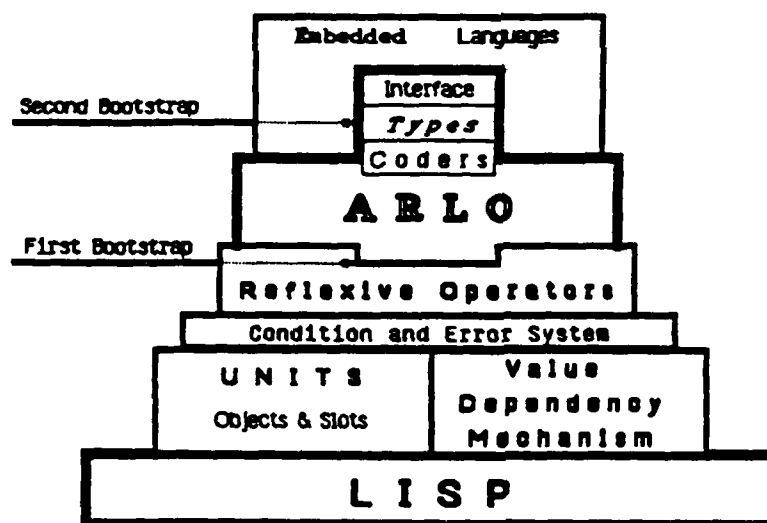 Embedded Languages
Interface
Second Bootstrap
Types
Coders
ARLO
First Bootstrap
Reflexive Operators
Condition and Error System
UNITS
Objects & Slots
Value
Dependency
Mechanism
LISP